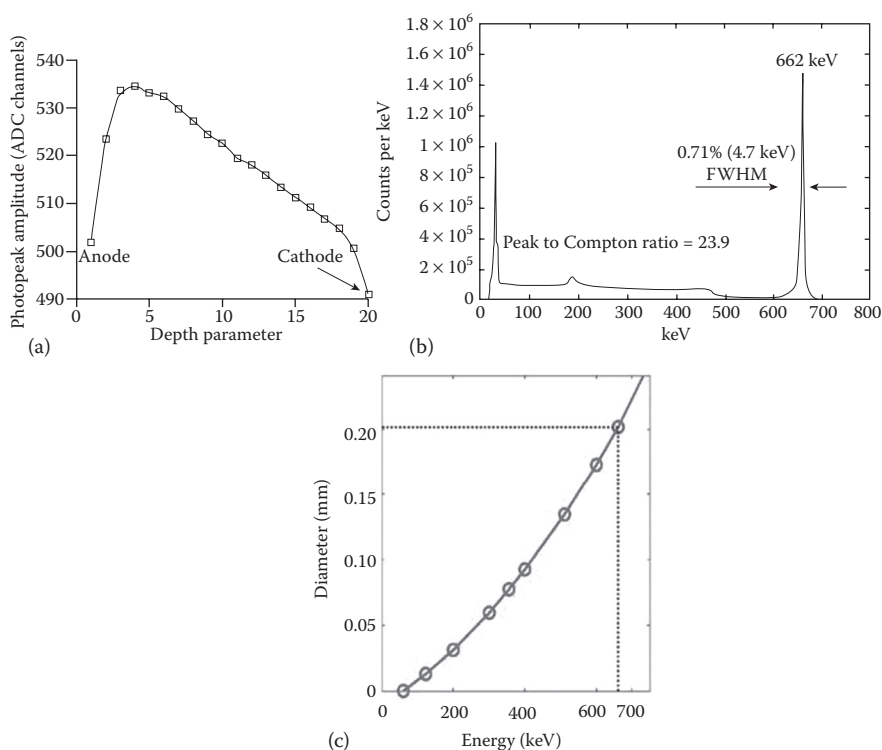 (a)
Photopeak amplitude (ADC channels)
540
530
520
510
500
490
Anode
Cathode
0
5
10
15
20
Depth parameter
(b)
Counts per keV
1.8 × 10⁶
1.6 × 10⁶
1.4 × 10⁶
1.2 × 10⁶
1.0 × 10⁶
8 × 10⁵
6 × 10⁵
4 × 10⁵
2 × 10⁵
0
662 keV
0.71% (4.7 keV)
FWHM
Peak to Compton ratio = 23.9
0
100
200
300
400
500
600
700
800
keV
(c)
Diameter (mm)
0.20
0.15
0.10
0.05
0
0
200
400
600
700
Energy (keV)